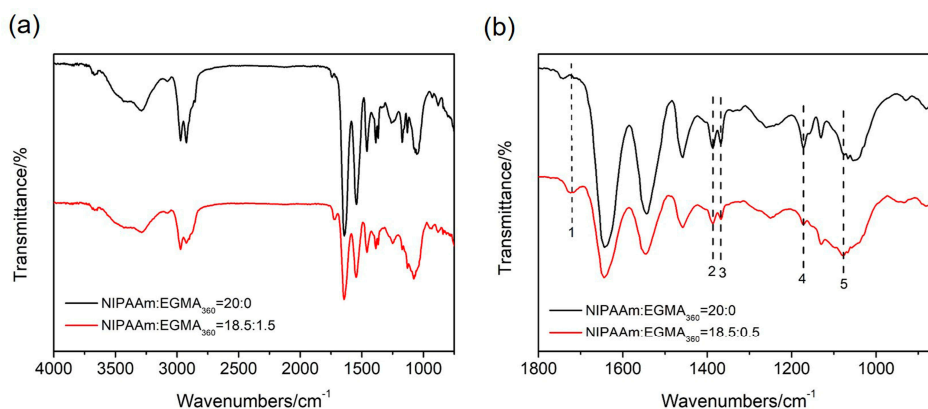 (a)
Transmittance/%
NIPAAm:EGMA360=20:0
NIPAAm:EGMA360=18.5:1.5
4000 3500 3000 2500 2000 1500 1000
Wavenumbers/cm-1
(b)
Transmittance/%
1
2 3 4 5
NIPAAm:EGMA360=20:0
NIPAAm:EGMA360=18.5:0.5
1800 1600 1400 1200 1000
Wavenumbers/cm-1